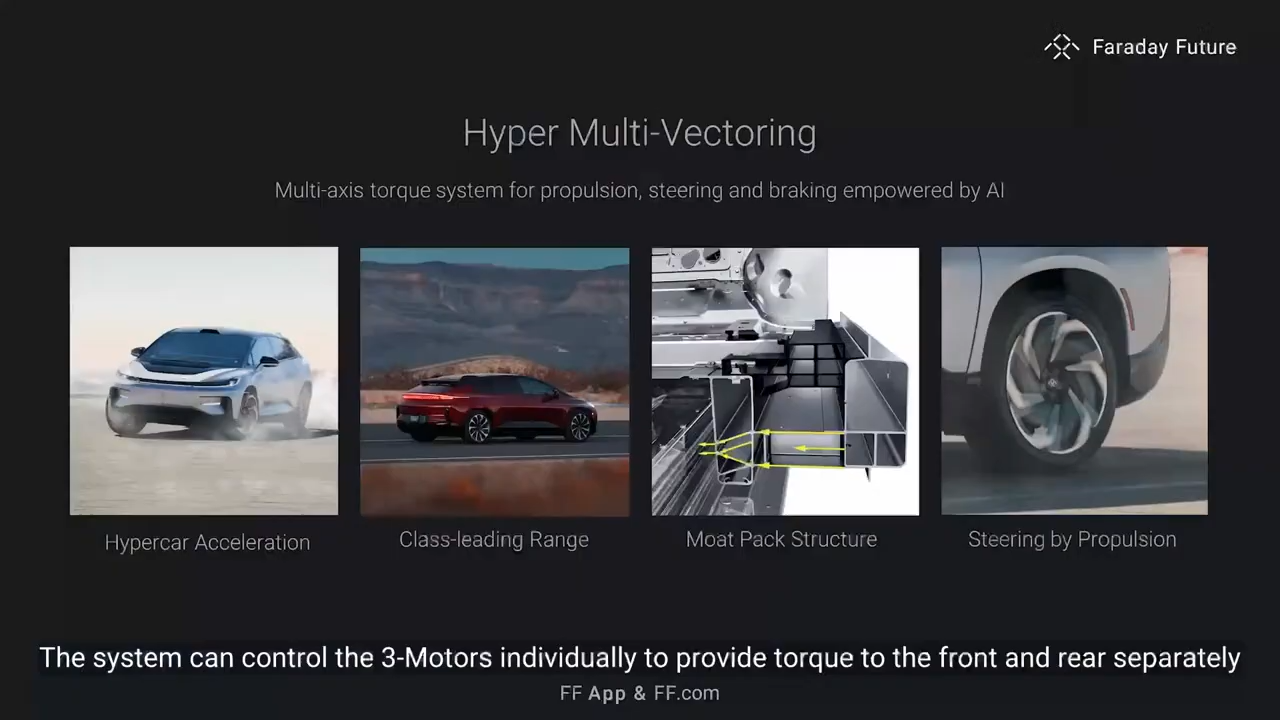 Faraday Future
Hyper Multi-Vectoring
Multi-axis torque system for propulsion, steering and braking empowered by AI
Hypercar Acceleration
Class-leading Range
Moat Pack Structure
Steering by Propulsion
The system can control the 3-Motors individually to provide torque to the front and rear separately
FF App & FF.com